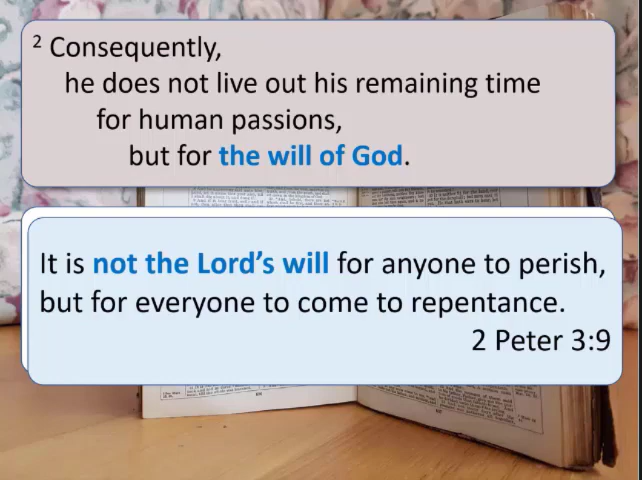 2 Consequently,
he does not live out his remaining time
for human passions,
but for the will of God.
It is not the Lord’s will for anyone to perish,
but for everyone to come to repentance.
2 Peter 3:9